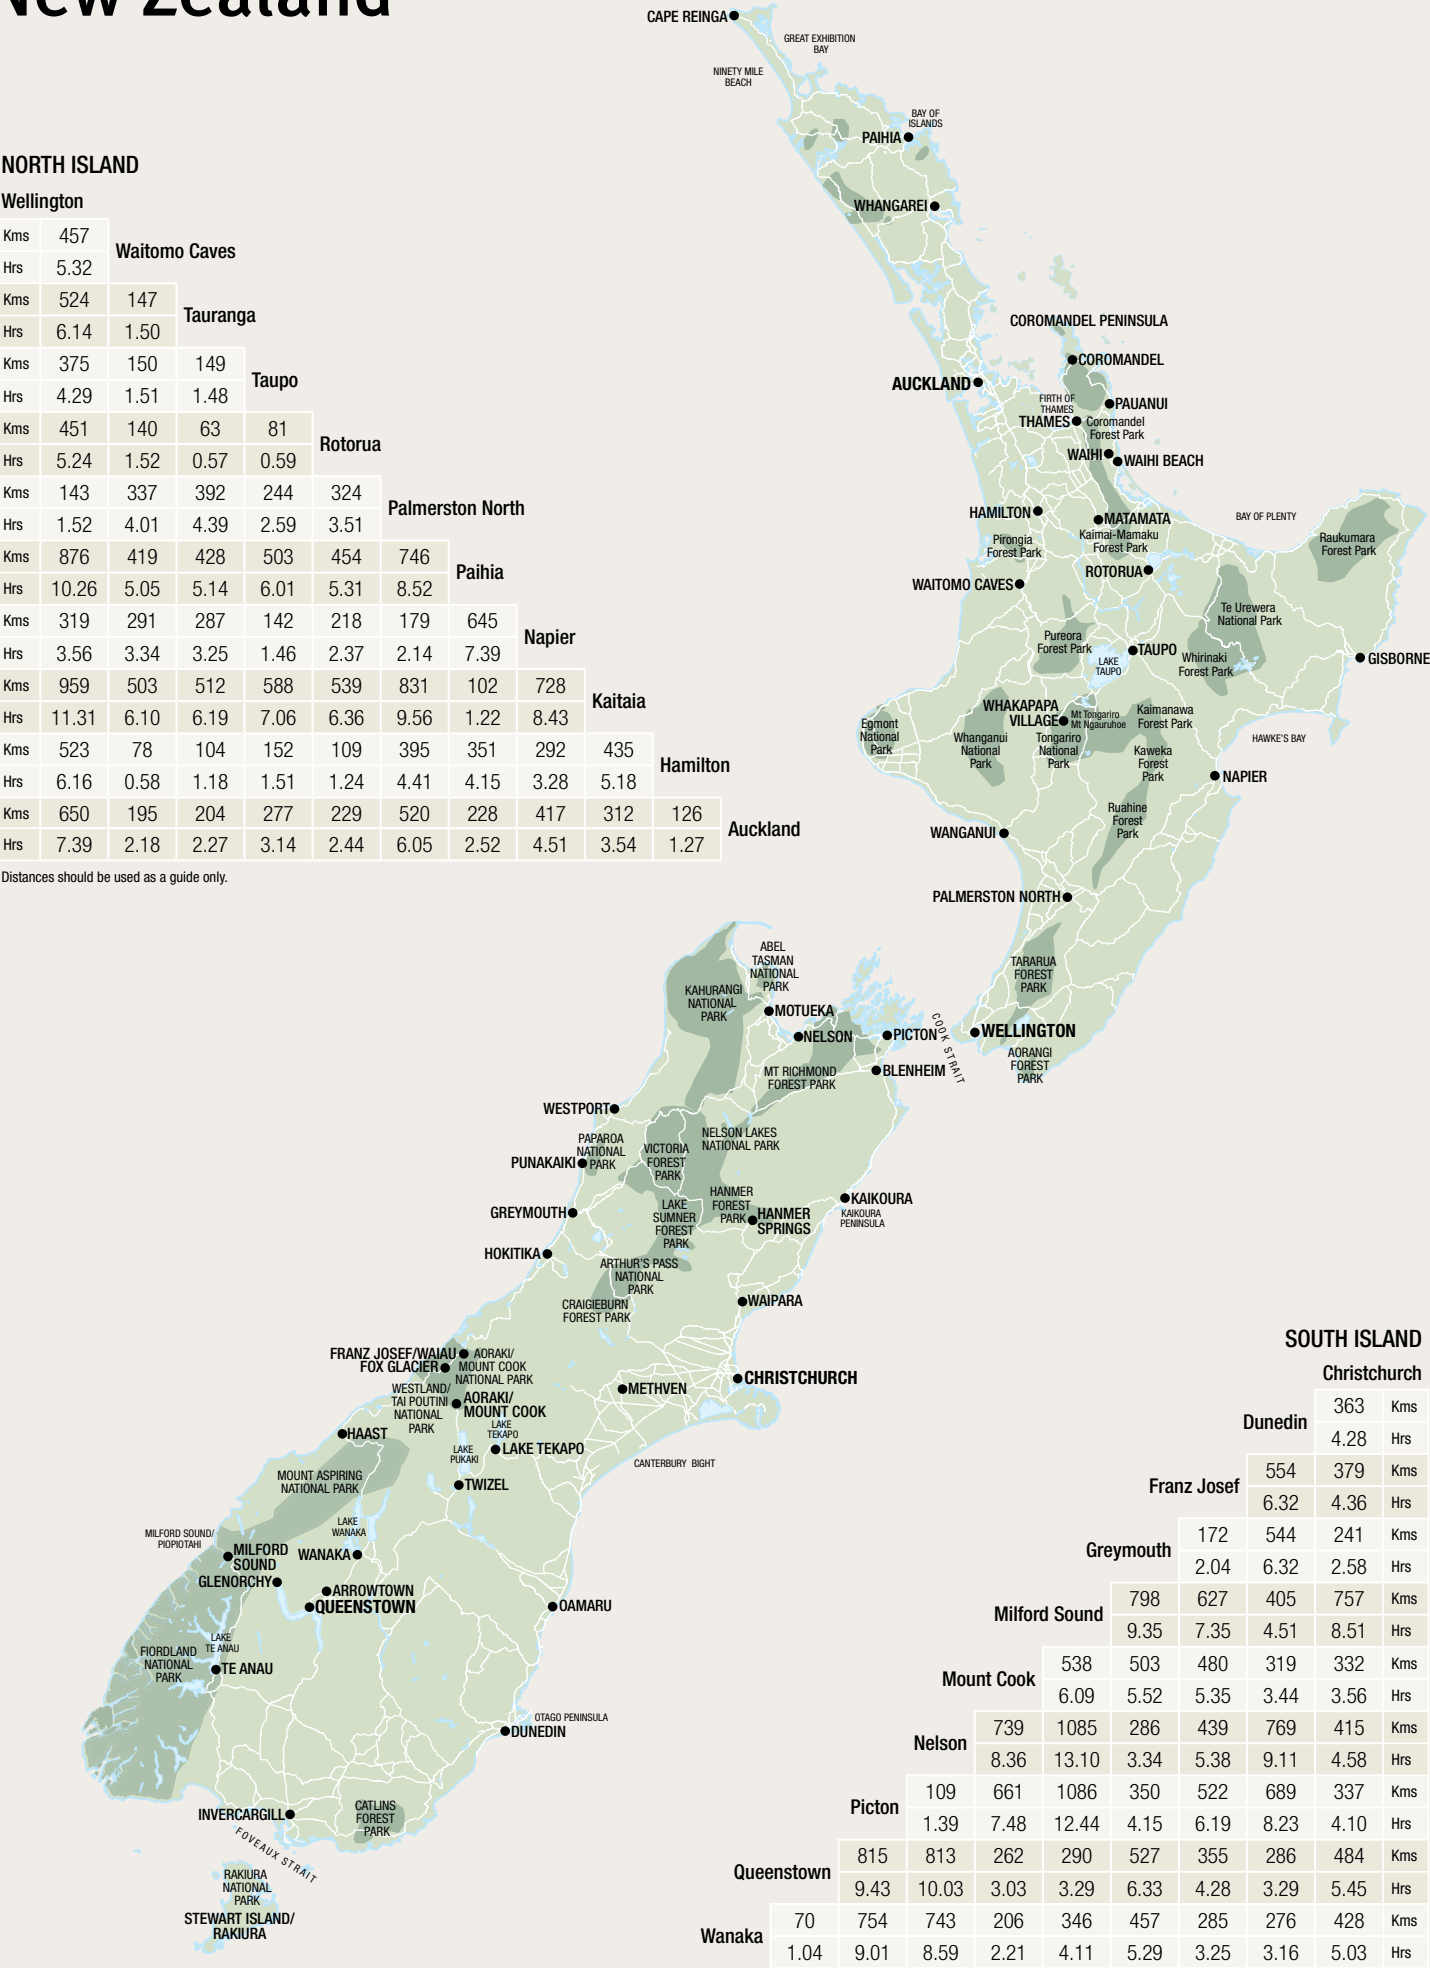 New Zealand
NORTH ISLAND
Wellington
Kms 457
Waitomo Caves
Hrs 5.32
Kms 524 147
Tauranga
Hrs 6.14 1.50
Kms 375 150 149
Taupo
Hrs 4.29 1.51 1.48
Kms 451 140 63 81
Rotorua
Hrs 5.24 1.52 0.57 0.59
Kms 143 337 392 244 324
Palmerston North
Hrs 1.52 4.01 4.39 2.59 3.51
Kms 876 419 428 503 454 746
Paihia
Hrs 10.26 5.05 5.14 6.01 5.31 8.52
Kms 319 291 287 142 218 179 645
Napier
Hrs 3.56 3.34 3.25 1.46 2.37 2.14 7.39
Kms 959 503 512 588 539 831 102 728
Kaitaia
Hrs 11.31 6.10 6.19 7.06 6.36 9.56 1.22 8.43
Kms 523 78 104 152 109 395 351 292 435
Hamilton
Hrs 6.16 0.58 1.18 1.51 1.24 4.41 4.15 3.28 5.18
Kms 650 195 204 277 229 520 228 417 312 126
Auckland
Hrs 7.39 2.18 2.27 3.14 2.44 6.05 2.52 4.51 3.54 1.27
Distances should be used as a guide only.
CAPE REINGA
GREAT EXHIBITION
BAY
NINETY MILE
BEACH
BAY OF
ISLANDS
PAIHIA
WHANGAREI
COROMANDEL PENINSULA
COROMANDEL
AUCKLAND
FIRTH OF
THAMES
PAUANUI
THAMES
Coromandel
Forest Park
WAIHI
WAIHI BEACH
HAMILTON
MATAMATA
BAY OF PLENTY
Pirongia
Forest Park
Kaimai-Mamaku
Forest Park
Raukumara
Forest Park
ROTORUA
WAITOMO CAVES
Te Urewera
National Park
Pureora
Forest Park
TAUPO
LAKE
TAUPO
Whirinaki
Forest Park
GISBORNE
WHAKAPAPA
VILLAGE
Mt Tongariro
Mt Ngauruhoe
Kaimanawa
Forest Park
Egmont
National
Park
Whanganui
National
Park
Tongariro
National
Park
Kaweka
Forest
Park
HAWKE'S BAY
NAPIER
Ruahine
Forest
Park
WANGANUI
PALMERSTON NORTH
TARARUA
FOREST
PARK
WELLINGTON
AORANGI
FOREST
PARK
COOK STRAIT
ABEL
TASMAN
NATIONAL
PARK
KAHURANGI
NATIONAL
PARK
MOTUEKA
NELSON
PICTON
MT RICHMOND
FOREST PARK
BLENHEIM
WESTPORT
PAPAROA
NATIONAL
PARK
PUNAKAIKI
VICTORIA
FOREST
PARK
NELSON LAKES
NATIONAL PARK
HANMER
FOREST
PARK
HANMER
SPRINGS
KAIKOURA
KAIKOURA
PENINSULA
GREYMOUTH
LAKE
SUMNER
FOREST
PARK
HOKITIKA
ARTHUR'S PASS
NATIONAL
PARK
CRAIGIEBURN
FOREST PARK
WAIPARA
FRANZ JOSEF/WAIAU
FOX GLACIER
AORAKI/
MOUNT COOK
NATIONAL PARK
WESTLAND/
TAI POUTINI
NATIONAL
PARK
AORAKI/
MOUNT COOK
METHVEN
CHRISTCHURCH
LAKE
TEKAPO
HAAST
LAKE
PUKAKI
LAKE TEKAPO
CANTERBURY BIGHT
MOUNT ASPIRING
NATIONAL PARK
TWIZEL
LAKE
WANAKA
MILFORD SOUND/
PIOPIOTAHI
MILFORD
SOUND
WANAKA
GLENORCHY
ARROWTOWN
QUEENSTOWN
OAMARU
LAKE
TE ANAU
FIORDLAND
NATIONAL
PARK
TE ANAU
OTAGO PENINSULA
DUNEDIN
INVERCARGILL
CATLINS
FOREST
PARK
FOVEAUX STRAIT
RAKIURA
NATIONAL
PARK
STEWART ISLAND/
RAKIURA
SOUTH ISLAND
Christchurch
363 Kms
Dunedin
4.28 Hrs
554 379 Kms
Franz Josef
6.32 4.36 Hrs
172 544 241 Kms
Greymouth
2.04 6.32 2.58 Hrs
798 627 405 757 Kms
Milford Sound
9.35 7.35 4.51 8.51 Hrs
538 503 480 319 332 Kms
Mount Cook
6.09 5.52 5.35 3.44 3.56 Hrs
739 1085 286 439 769 415 Kms
Nelson
8.36 13.10 3.34 5.38 9.11 4.58 Hrs
109 661 1086 350 522 689 337 Kms
Picton
1.39 7.48 12.44 4.15 6.19 8.23 4.10 Hrs
815 813 262 290 527 355 286 484 Kms
Queenstown
9.43 10.03 3.03 3.29 6.33 4.28 3.29 5.45 Hrs
70 754 743 206 346 457 285 276 428 Kms
Wanaka
1.04 9.01 8.59 2.21 4.11 5.29 3.25 3.16 5.03 Hrs